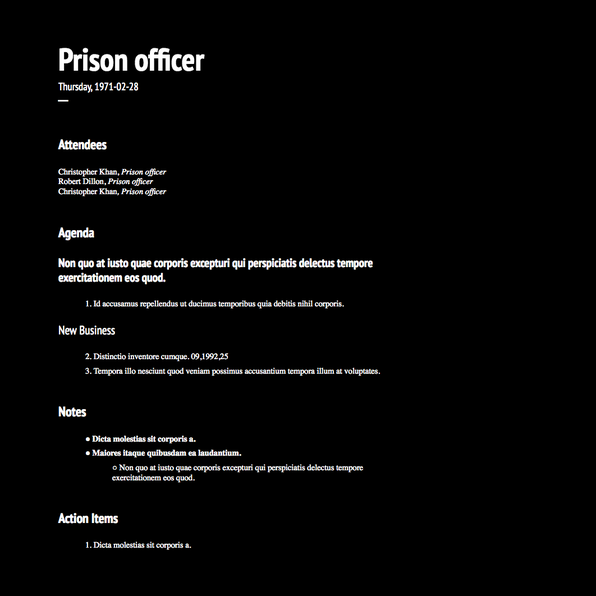 Prison officer
Thursday, 1971-02-28
—
Attendees
Christopher Khan, Prison officer
Robert Dillon, Prison officer
Christopher Khan, Prison officer
Agenda
Non quo at iusto quae corporis excepturi qui perspiciatis delectus tempore
exercitationem eos quod.
1. Id accusamus repellendus ut ducimus temporibus quia debitis nihil corporis.
New Business
2. Distinctio inventore cumque. 09,1992,25
3. Tempora illo nesciunt quod veniam possimus accusantium tempora illum at voluptates.
Notes
● Dicta molestias sit corporis a.
● Maiores itaque quibusdam ea laudantium.
○ Non quo at iusto quae corporis excepturi qui perspiciatis delectus tempore
exercitationem eos quod.
Action Items
1. Dicta molestias sit corporis a.